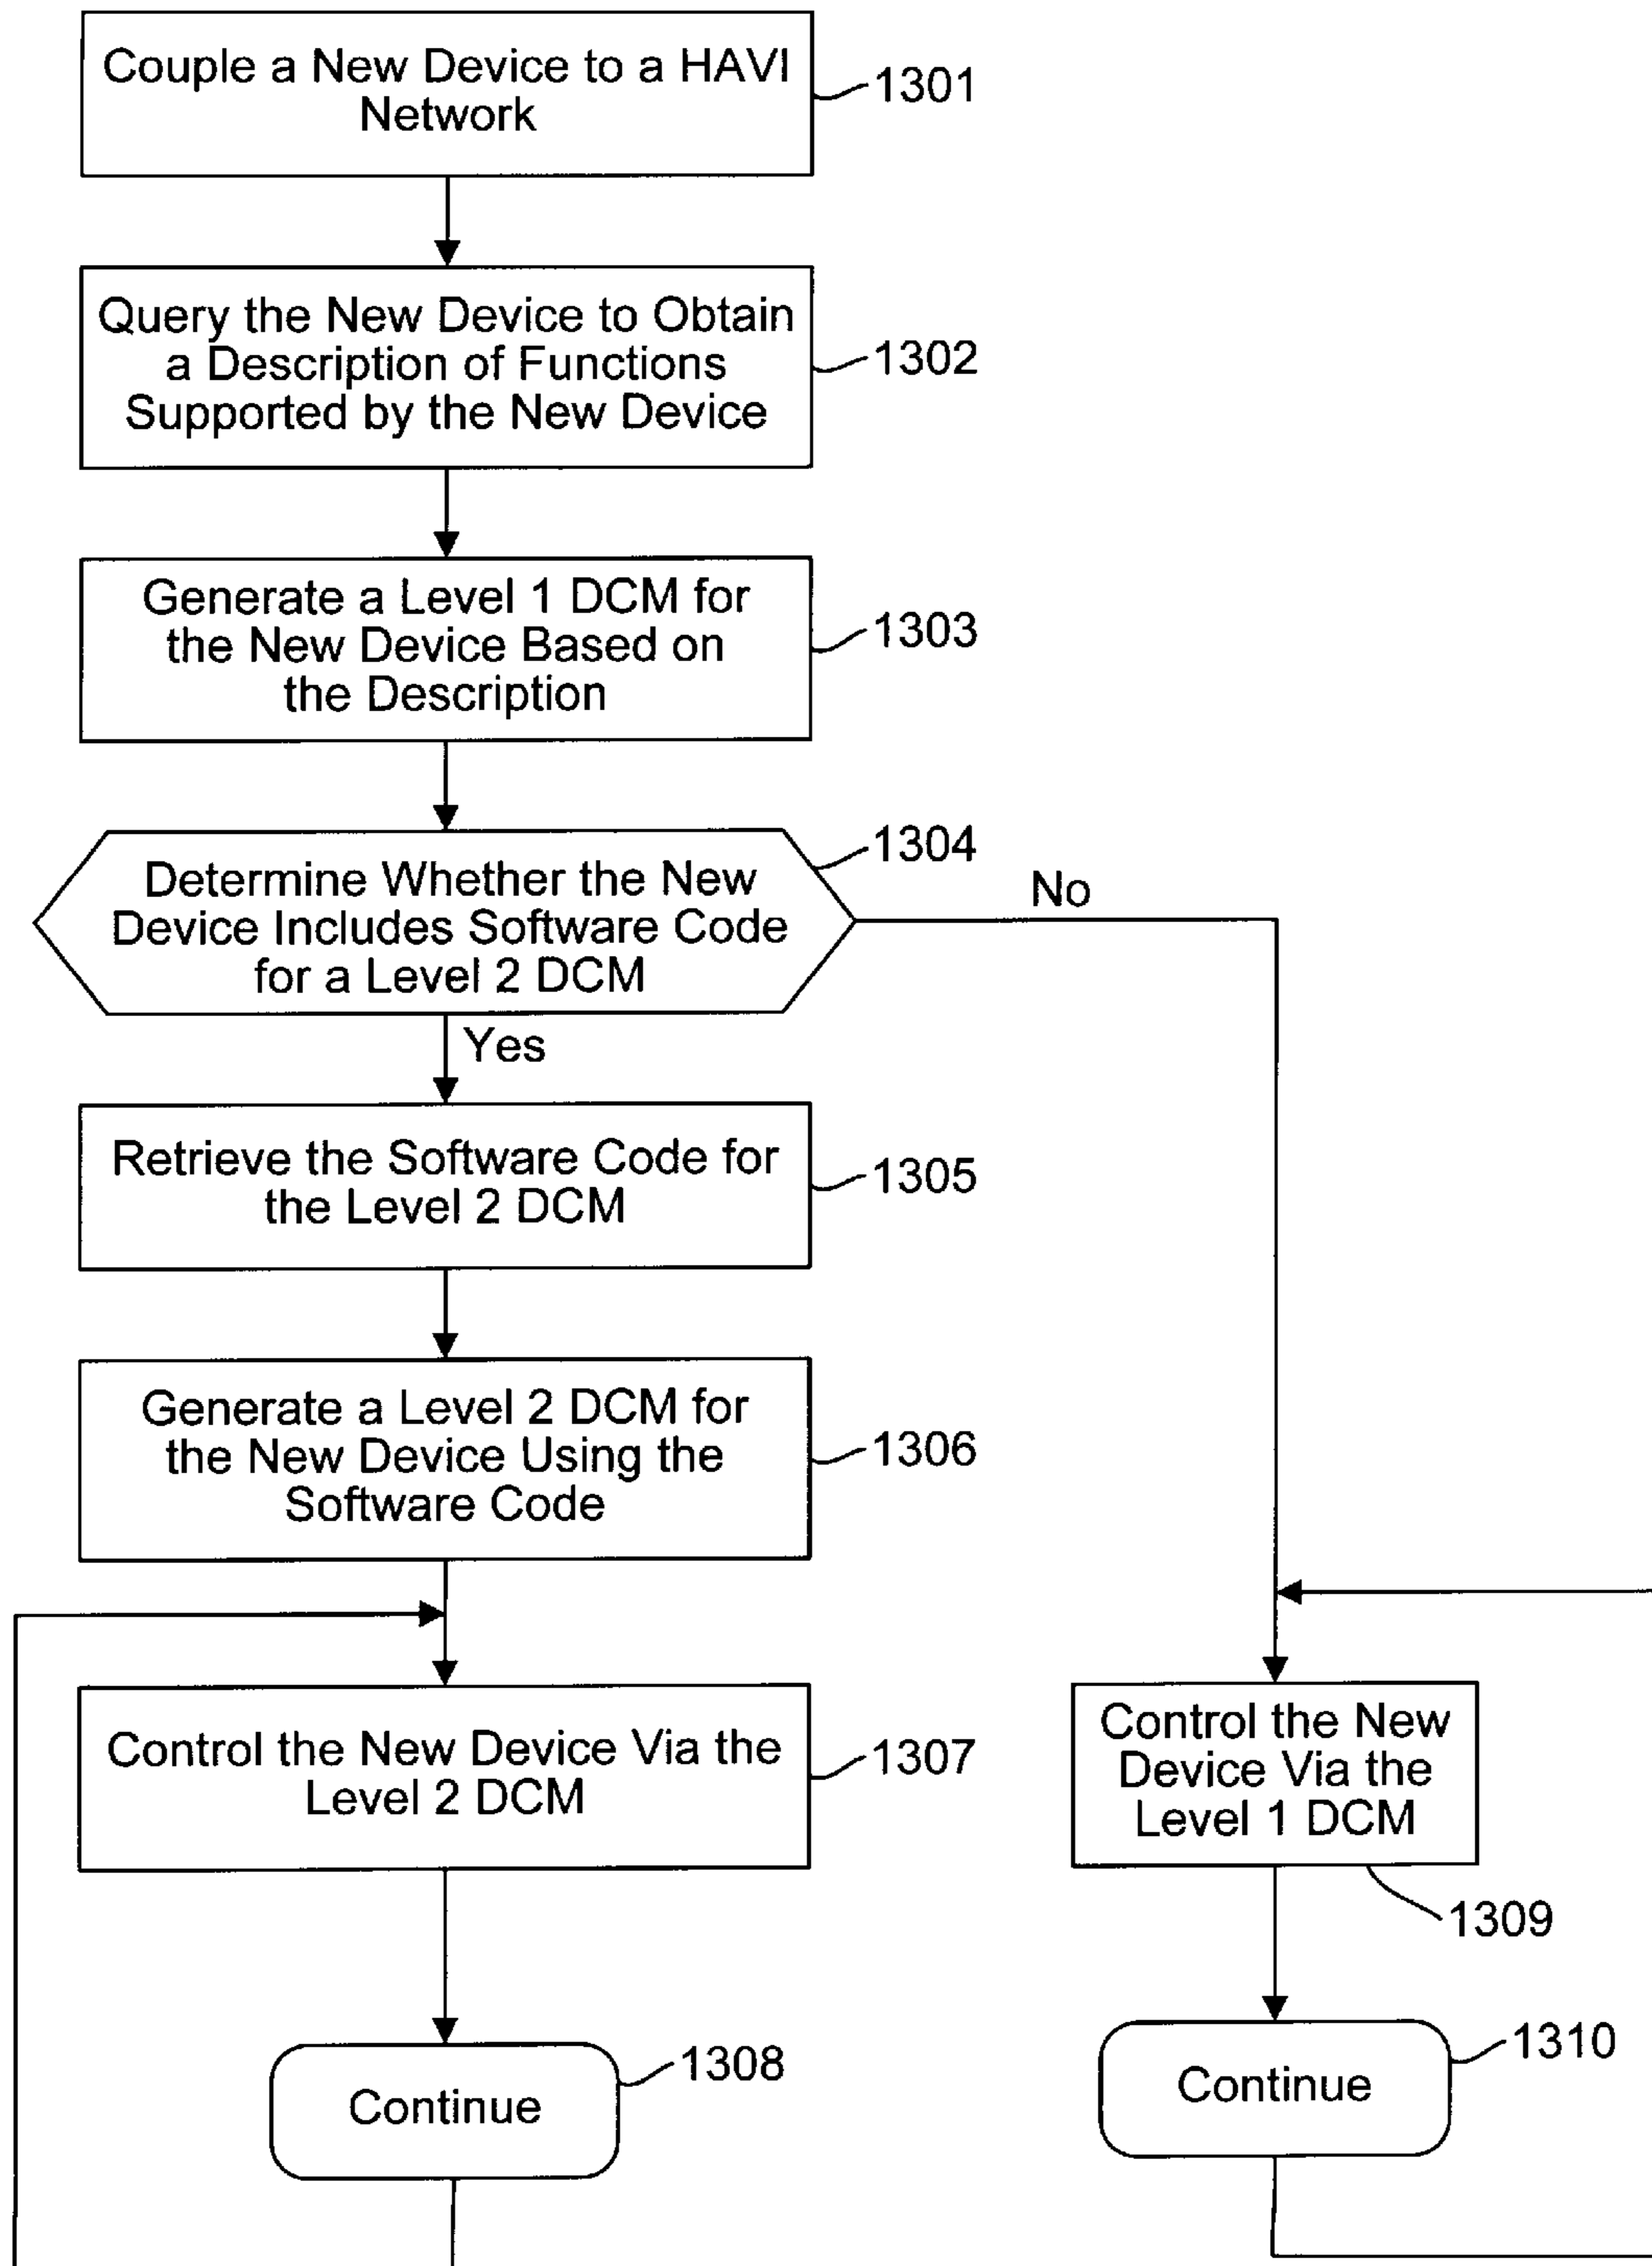 Couple a New Device to a HAVI
Network
1301
Query the New Device to Obtain
a Description of Functions
Supported by the New Device
1302
Generate a Level 1 DCM for
the New Device Based on
the Description
1303
Determine Whether the New
Device Includes Software Code
for a Level 2 DCM
1304
No
Yes
Retrieve the Software Code for
the Level 2 DCM
1305
Generate a Level 2 DCM for
the New Device Using the
Software Code
1306
Control the New Device Via the
Level 2 DCM
1307
Control the New
Device Via the
Level 1 DCM
1309
Continue
1308
Continue
1310